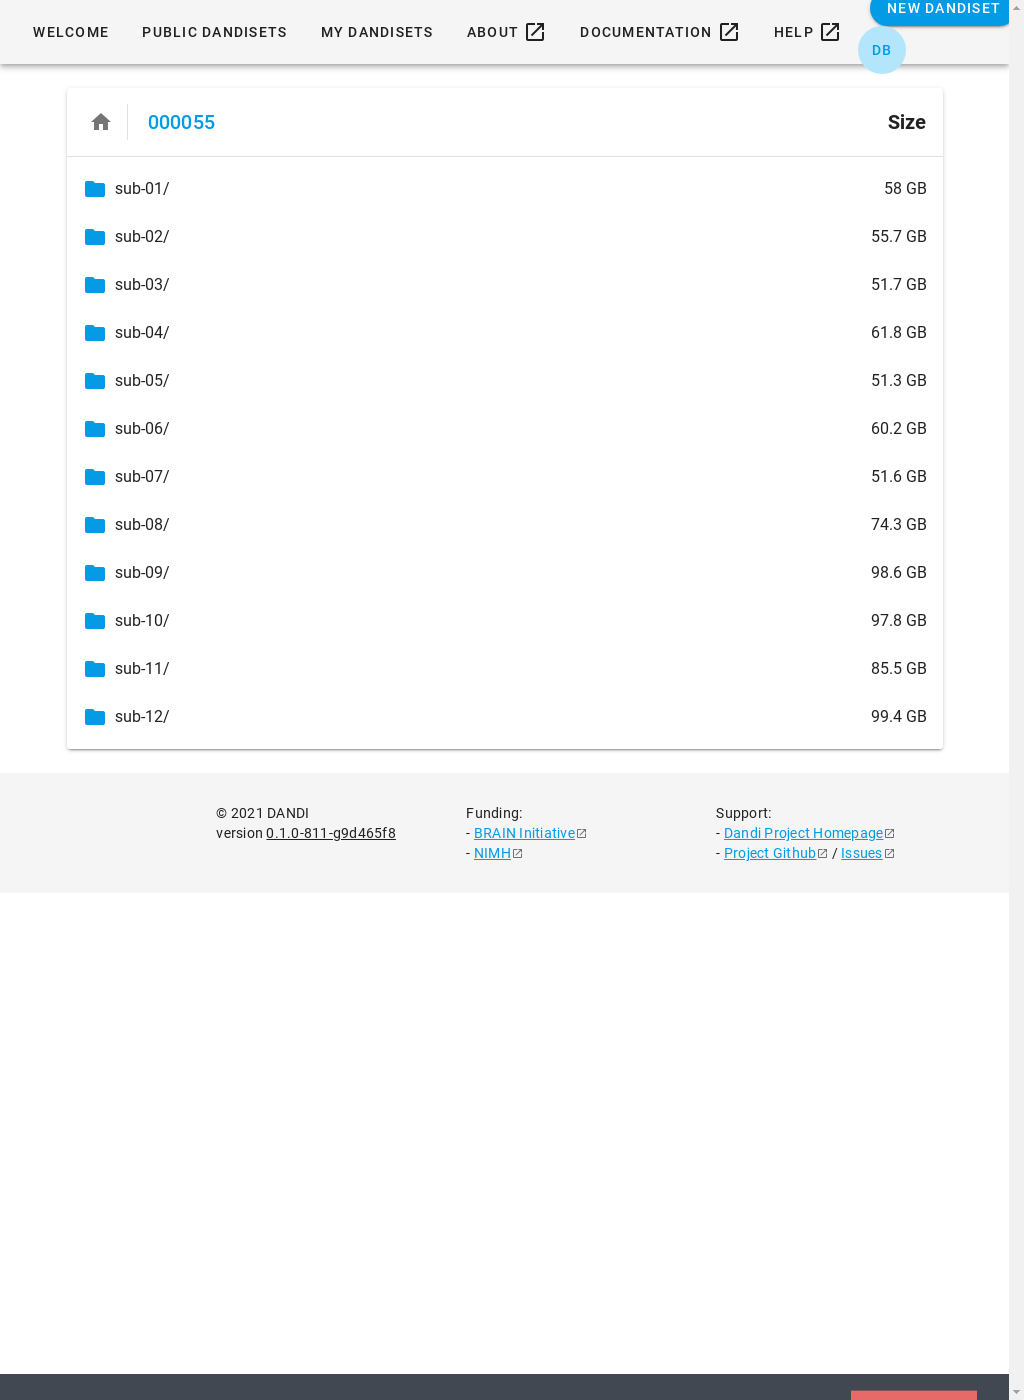 NEW DANDISET
WELCOME PUBLIC DANDISETS MY DANDISETS ABOUT DOCUMENTATION HELP
DB
000055 Size
sub-01/ 58 GB
sub-02/ 55.7 GB
sub-03/ 51.7 GB
sub-04/ 61.8 GB
sub-05/ 51.3 GB
sub-06/ 60.2 GB
sub-07/ 51.6 GB
sub-08/ 74.3 GB
sub-09/ 98.6 GB
sub-10/ 97.8 GB
sub-11/ 85.5 GB
sub-12/ 99.4 GB
© 2021 DANDI
version 0.1.0-811-g9d465f8
Funding:
- BRAIN Initiative
- NIMH
Support:
- Dandi Project Homepage
- Project Github / Issues